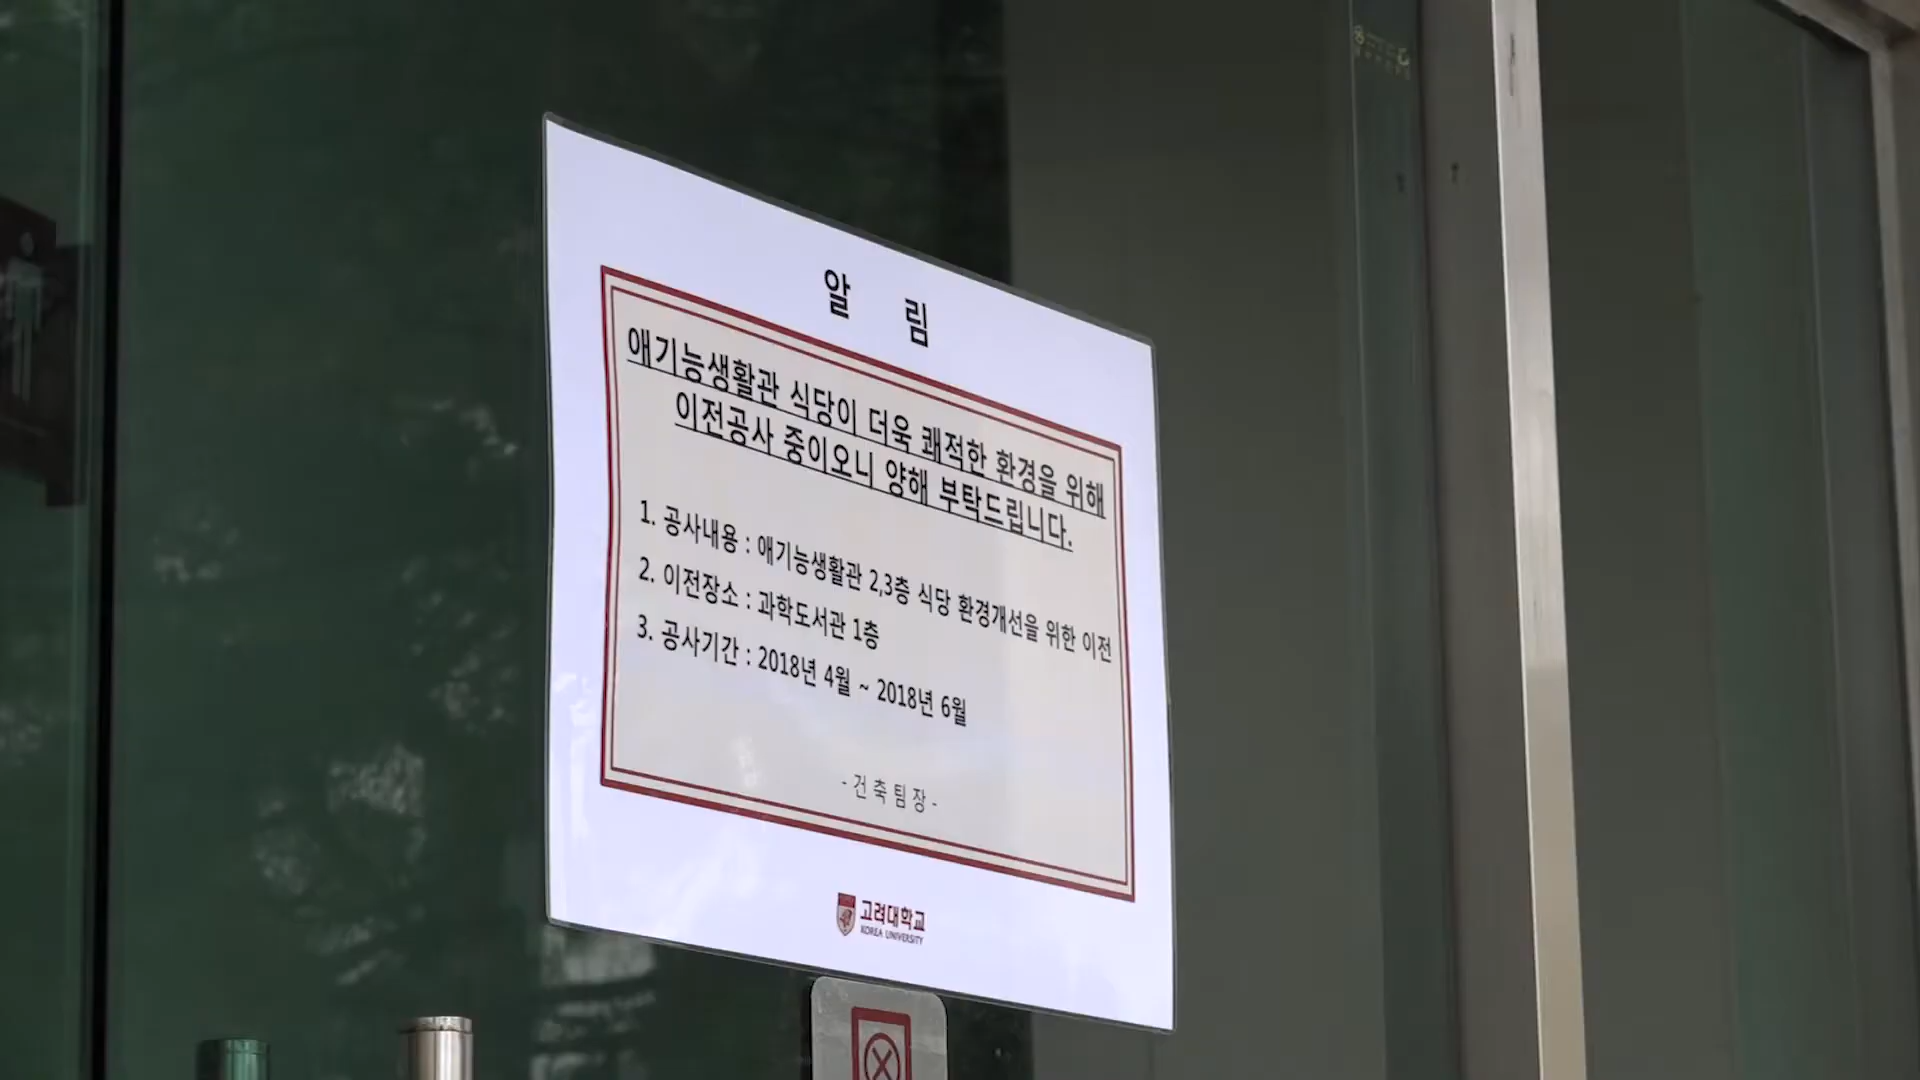 알 림
애기능생활관 식당이 더욱 쾌적한 환경을 위해
이전공사 중이오니 양해 부탁드립니다.
1. 공사내용 : 애기능생활관 2,3층 식당 환경개선을 위한 이전
2. 이전장소 : 과학도서관 1층
3. 공사기간 : 2018년 4월 ~ 2018년 6월
- 건 축 팀 장 -
고려대학교
KOREA UNIVERSITY